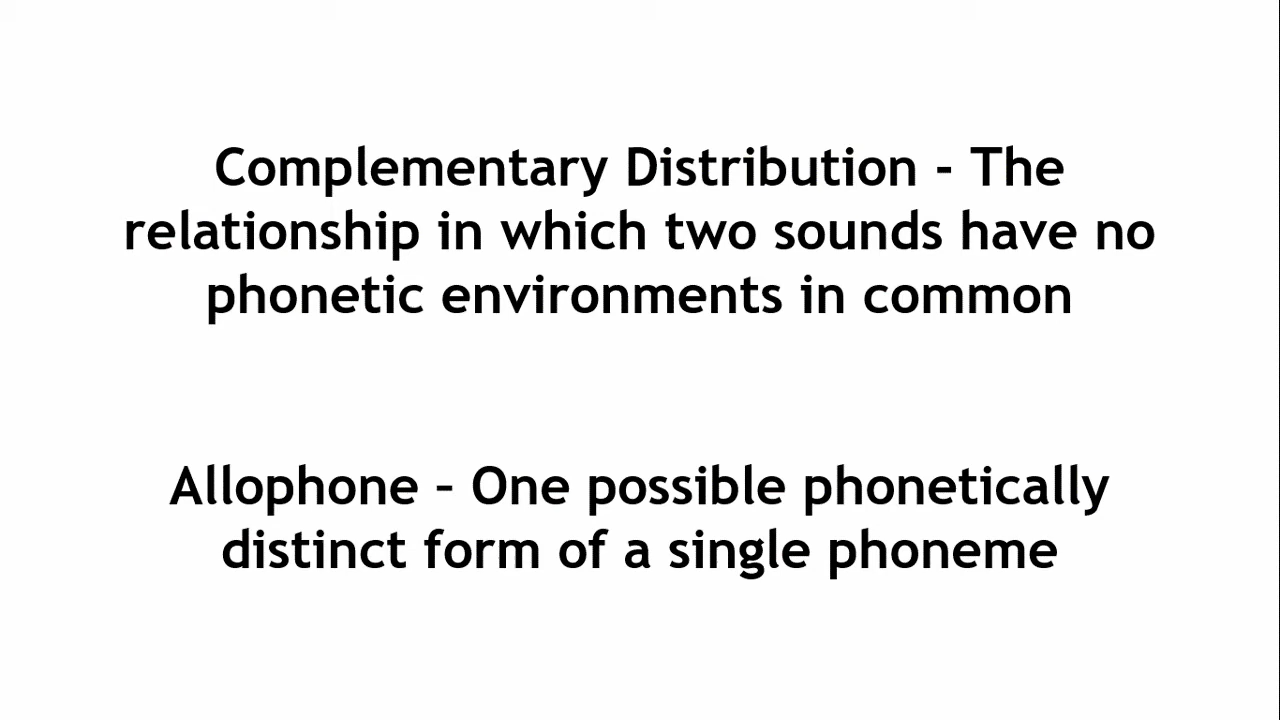 Complementary Distribution - The
relationship in which two sounds have no
phonetic environments in common
Allophone – One possible phonetically
distinct form of a single phoneme